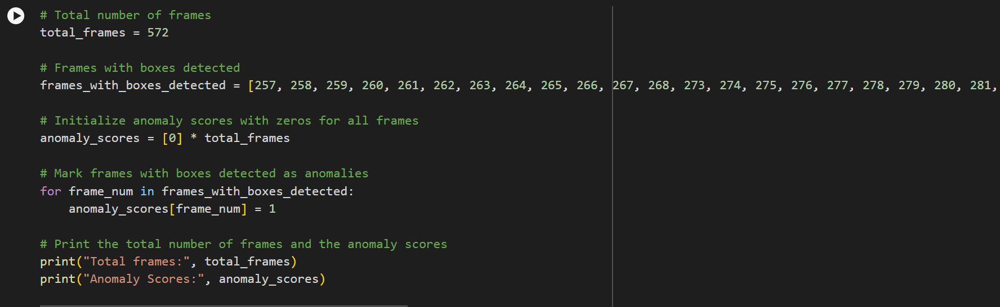 # Total number of frames
total_frames = 572
# Frames with boxes detected
frames_with_boxes_detected = [257, 258, 259, 260, 261, 262, 263, 264, 265, 266, 267, 268, 273, 274, 275, 276, 277, 278, 279, 280, 281,
# Initialize anomaly scores with zeros for all frames
anomaly_scores = [0] * total_frames
# Mark frames with boxes detected as anomalies
for frame_num in frames_with_boxes_detected:
    anomaly_scores[frame_num] = 1
# Print the total number of frames and the anomaly scores
print("Total frames:", total_frames)
print("Anomaly Scores:", anomaly_scores)